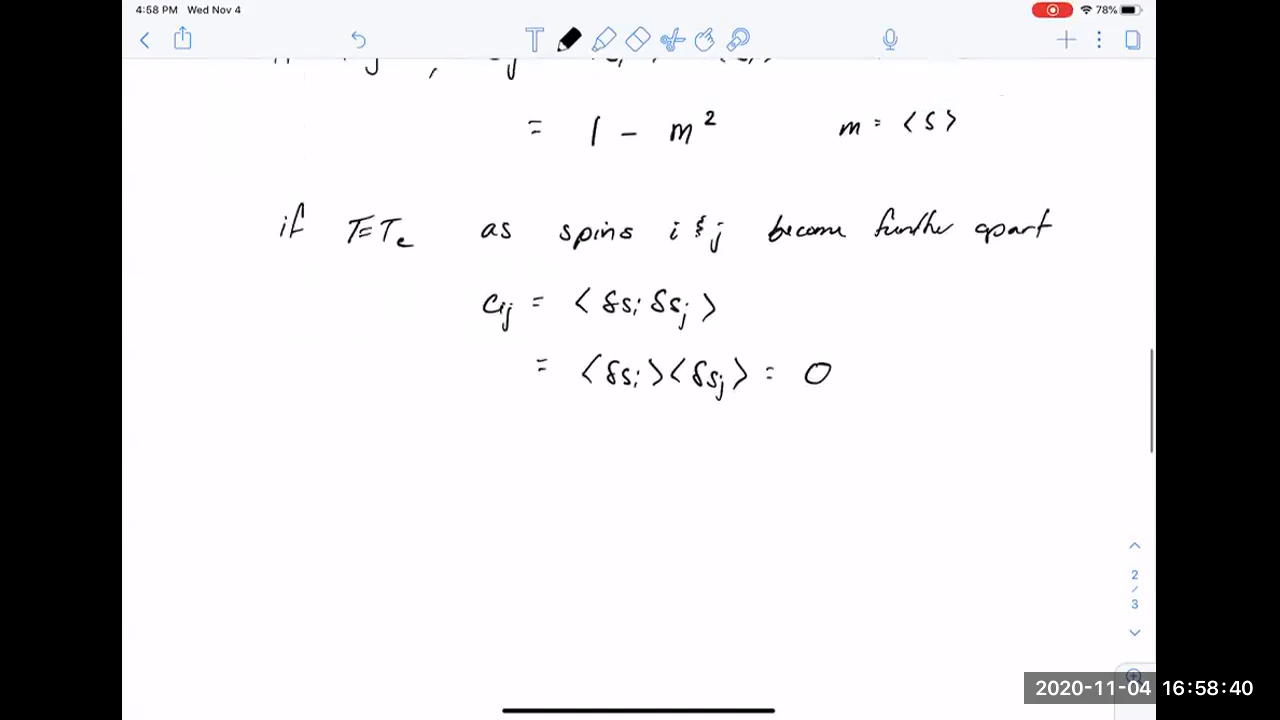 4:58 PM Wed Nov 4
78%
= 1 - m² m = <S>
if T=Tc as spins i & j become further apart
Cij = <δsi δsj>
= <δsi><δsj> = 0
2
/
3
2020-11-04 16:58:40